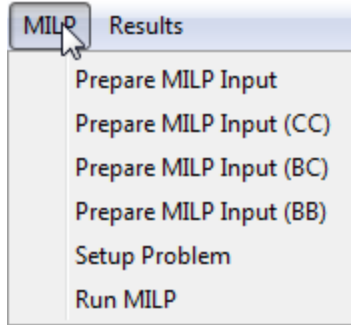 MILP Results
Prepare MILP Input
Prepare MILP Input (CC)
Prepare MILP Input (BC)
Prepare MILP Input (BB)
Setup Problem
Run MILP